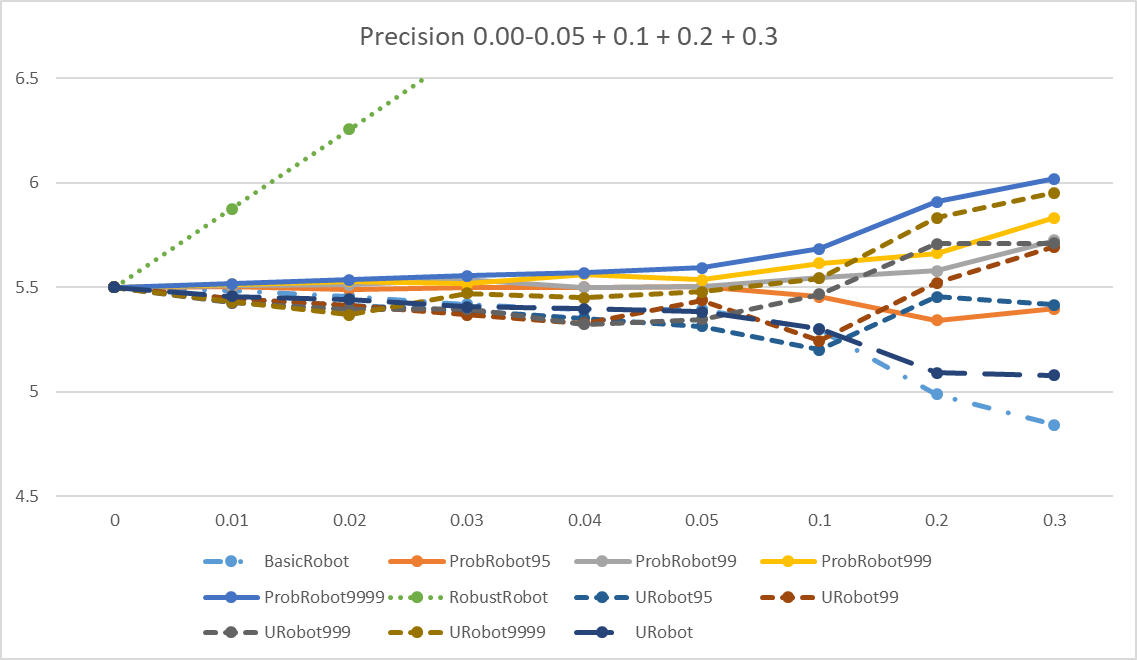 Precision 0.00-0.05 + 0.1 + 0.2 + 0.3
6.5
6
5.5
5
4.5
0 0.01 0.02 0.03 0.04 0.05 0.1 0.2 0.3
BasicRobot ProbRobot95 ProbRobot99 ProbRobot999
ProbRobot9999 RobustRobot URobot95 URobot99
URobot999 URobot9999 URobot